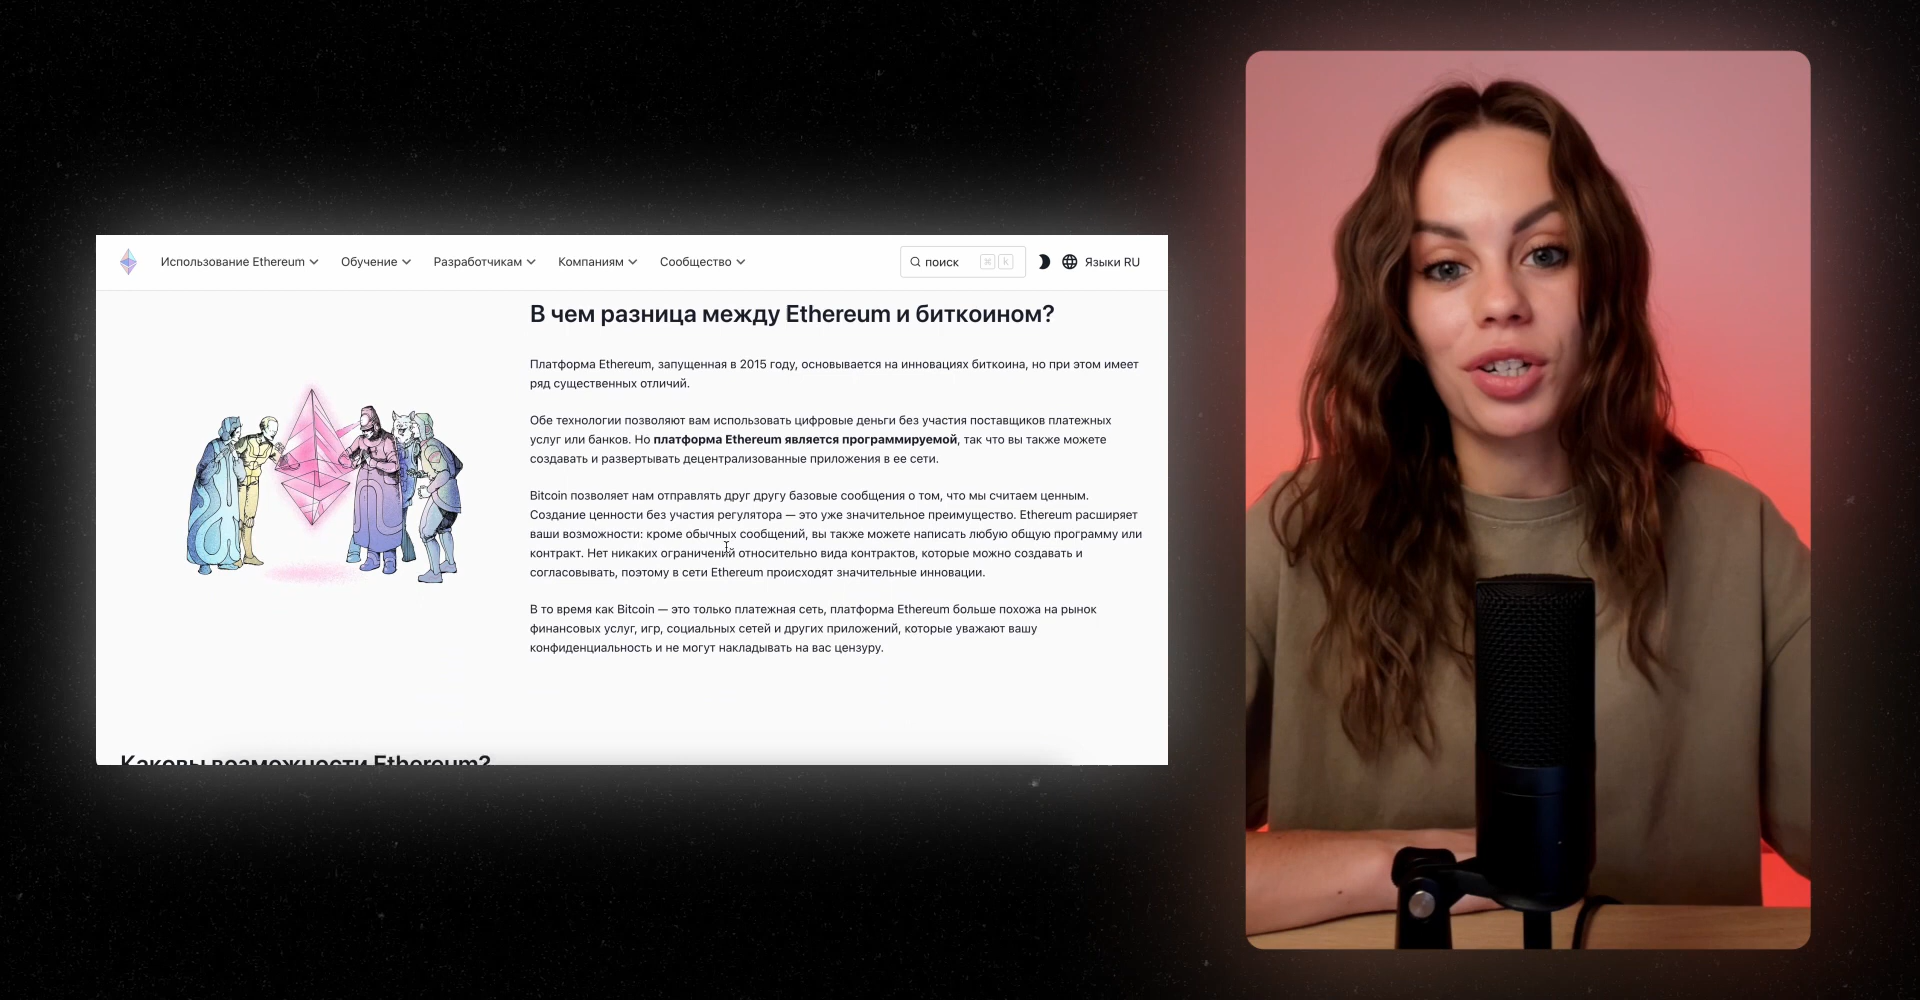 Использование Ethereum Обучение Разработчикам Компаниям Сообщество поиск ⌘ k Языки RU
В чем разница между Ethereum и биткоином?
Платформа Ethereum, запущенная в 2015 году, основывается на инновациях биткоина, но при этом имеет
ряд существенных отличий.
Обе технологии позволяют вам использовать цифровые деньги без участия поставщиков платежных
услуг или банков. Но платформа Ethereum является программируемой, так что вы также можете
создавать и развертывать децентрализованные приложения в ее сети.
Bitcoin позволяет нам отправлять друг другу базовые сообщения о том, что мы считаем ценным.
Создание ценности без участия регулятора — это уже значительное преимущество. Ethereum расширяет
ваши возможности: кроме обычных сообщений, вы также можете написать любую общую программу или
контракт. Нет никаких ограничений относительно вида контрактов, которые можно создавать и
согласовывать, поэтому в сети Ethereum происходят значительные инновации.
В то время как Bitcoin — это только платежная сеть, платформа Ethereum больше похожа на рынок
финансовых услуг, игр, социальных сетей и других приложений, которые уважают вашу
конфиденциальность и не могут накладывать на вас цензуру.
Каковы возможности Ethereum?